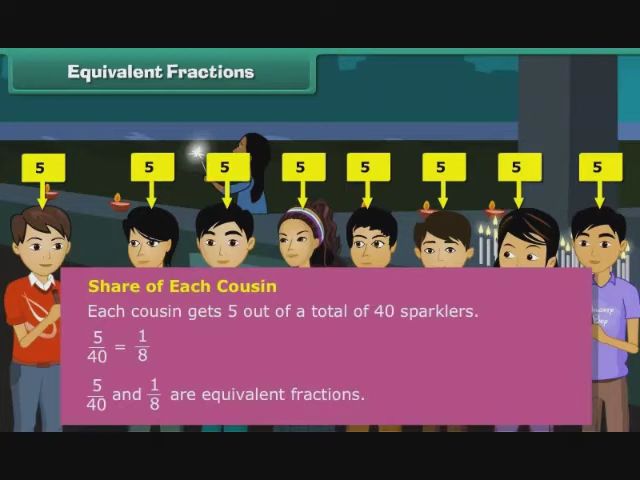 Equivalent Fractions
5 5 5 5 5 5 5 5
Share of Each Cousin
Each cousin gets 5 out of a total of 40 sparklers.
5/40 = 1/8
5/40 and 1/8 are equivalent fractions.